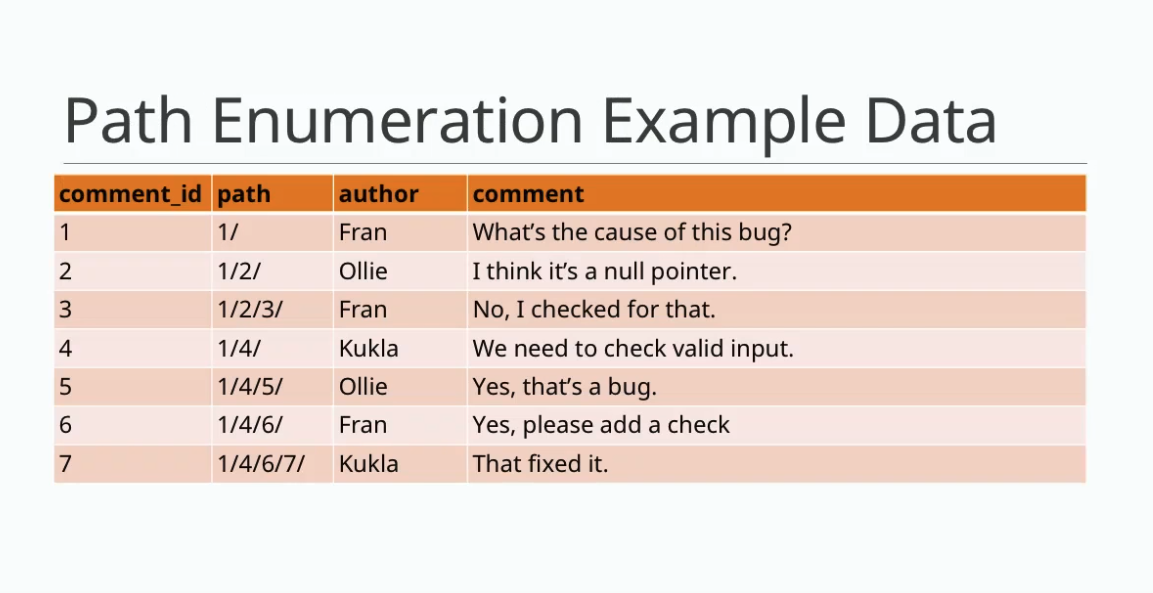 Path Enumeration Example Data
comment_id path author comment
1 1/ Fran What’s the cause of this bug?
2 1/2/ Ollie I think it’s a null pointer.
3 1/2/3/ Fran No, I checked for that.
4 1/4/ Kukla We need to check valid input.
5 1/4/5/ Ollie Yes, that’s a bug.
6 1/4/6/ Fran Yes, please add a check
7 1/4/6/7/ Kukla That fixed it.